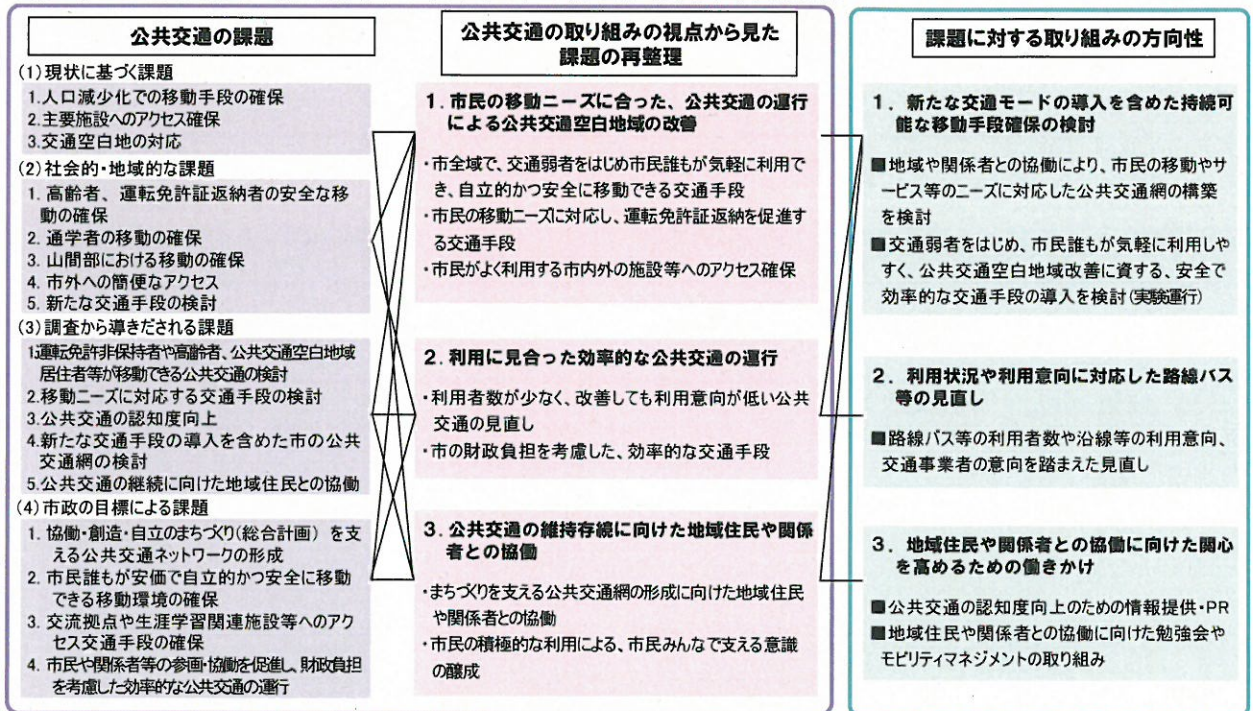 公共交通の課題
(1)現状に基づく課題
1.人口減少化での移動手段の確保
2.主要施設へのアクセス確保
3.交通空白地の対応
(2)社会的・地域的な課題
1. 高齢者、運転免許証返納者の安全な移
動の確保
2. 通学者の移動の確保
3. 山間部における移動の確保
4. 市外への簡便なアクセス
5. 新たな交通手段の検討
(3)調査から導きだされる課題
1.運転免許非保持者や高齢者、公共交通空白地域
居住者等が移動できる公共交通の検討
2.移動ニーズに対応する交通手段の検討
3.公共交通の認知度向上
4.新たな交通手段の導入を含めた市の公共
交通網の検討
5.公共交通の継続に向けた地域住民との協働
(4)市政の目標による課題
1. 協働・創造・自立のまちづくり(総合計画) を支
える公共交通ネットワークの形成
2. 市民誰もが安価で自立的かつ安全に移動
できる移動環境の確保
3. 交流拠点や生涯学習関連施設等へのアク
セス交通手段の確保
4. 市民や関係者等の参画・協働を促進し、財政負担
を考慮した効率的な公共交通の運行
公共交通の取り組みの視点から見た
課題の再整理
1. 市民の移動ニーズに合った、公共交通の運行
による公共交通空白地域の改善
・市全域で、交通弱者をはじめ市民誰もが気軽に利用で
き、自立的かつ安全に移動できる交通手段
・市民の移動ニーズに対応し、運転免許証返納を促進す
る交通手段
・市民がよく利用する市内外の施設等へのアクセス確保
2. 利用に見合った効率的な公共交通の運行
・利用者数が少なく、改善しても利用意向が低い公共
交通の見直し
・市の財政負担を考慮した、効率的な交通手段
3. 公共交通の維持存続に向けた地域住民や関係
者との協働
・まちづくりを支える公共交通網の形成に向けた地域住民
や関係者との協働
・市民の積極的な利用による、市民みんなで支える意識
の醸成
課題に対する取り組みの方向性
1. 新たな交通モードの導入を含めた持続可
能な移動手段確保の検討
■地域や関係者との協働により、市民の移動やサ
ービス等のニーズに対応した公共交通網の構築
を検討
■交通弱者をはじめ、市民誰もが気軽に利用しや
すく、公共交通空白地域改善に資する、安全で
効率的な交通手段の導入を検討(実験運行)
2. 利用状況や利用意向に対応した路線バス
等の見直し
■路線バス等の利用者数や沿線等の利用意向、
交通事業者の意向を踏まえた見直し
3. 地域住民や関係者との協働に向けた関心
を高めるための働きかけ
■公共交通の認知度向上のための情報提供・PR
■地域住民や関係者との協働に向けた勉強会や
モビリティマネジメントの取り組み